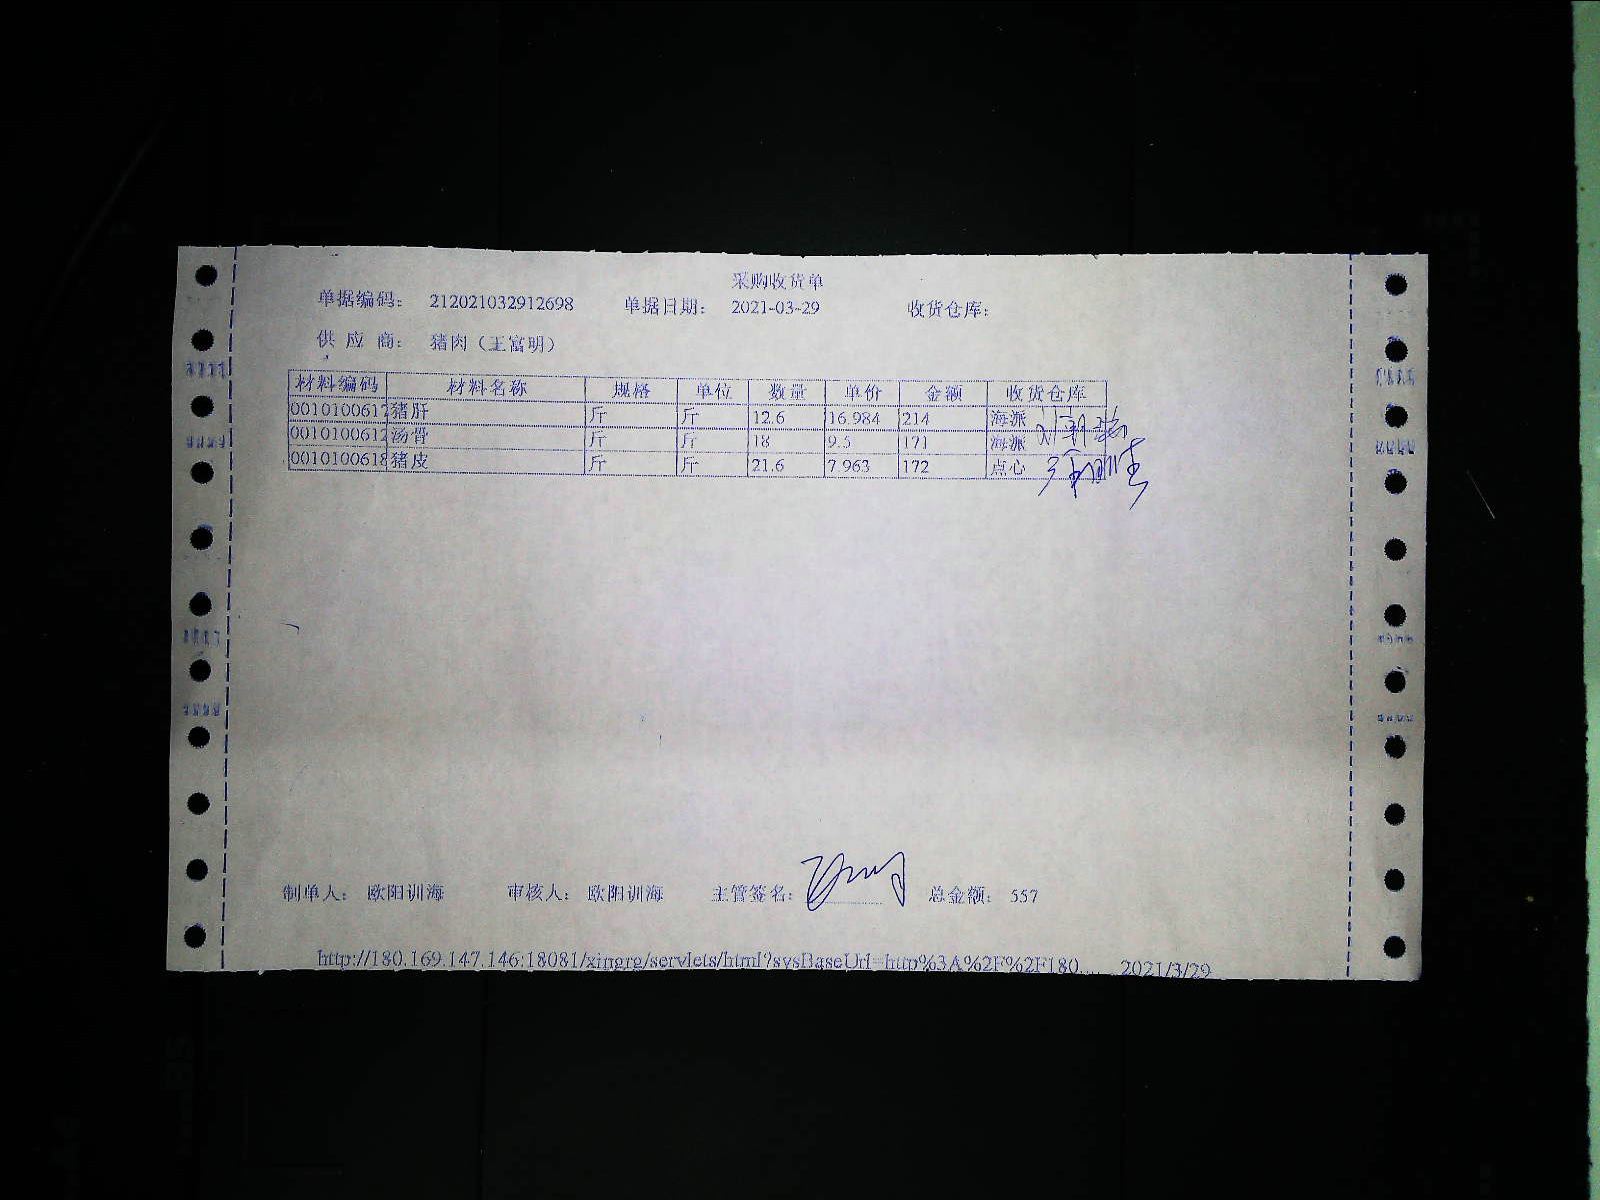 采购收货单
单据编码: 212021032912698 单据日期: 2021-03-29 收货仓库:
供应商: 猪肉（王富明）
材料编码 材料名称 规格 单位 数量 单价 金额 收货仓库
0010100612 猪肝 斤 斤 12.6 16.984 214 海派
0010100612 汤骨 斤 斤 18 9.5 171 海派
0010100618 猪皮 斤 斤 21.6 7.963 172 点心
制单人: 欧阳训海 审核人: 欧阳训海 主管签名: 总金额: 557
http://180.169.147.146:18081/xingrg/servlets/html?sysBaseUrl=http%3A%2F%2F180.... 2021/3/29